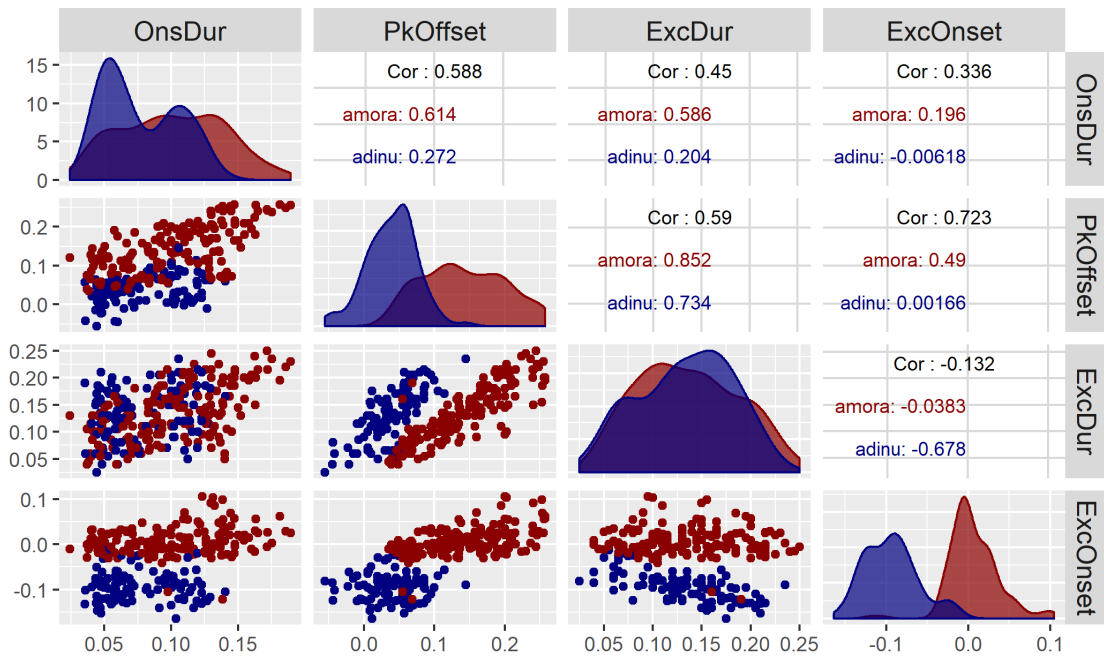 OnsDur PkOffset ExcDur ExcOnset
15 Cor : 0.588 Cor : 0.45 Cor : 0.336 OnsDur
10 amora: 0.614 amora: 0.586 amora: 0.196
5 adinu: 0.272 adinu: 0.204 adinu: -0.00618
0
0.2 Cor : 0.59 Cor : 0.723 PkOffset
0.1 amora: 0.852 amora: 0.49
0.0 adinu: 0.734 adinu: 0.00166
0.25 Cor : -0.132 ExcDur
0.20
0.15 amora: -0.0383
0.10 adinu: -0.678
0.05
0.1 ExcOnset
0.0
-0.1
0.05 0.10 0.15 0.0 0.1 0.2 0.05 0.10 0.15 0.20 0.25 -0.1 0.0 0.1